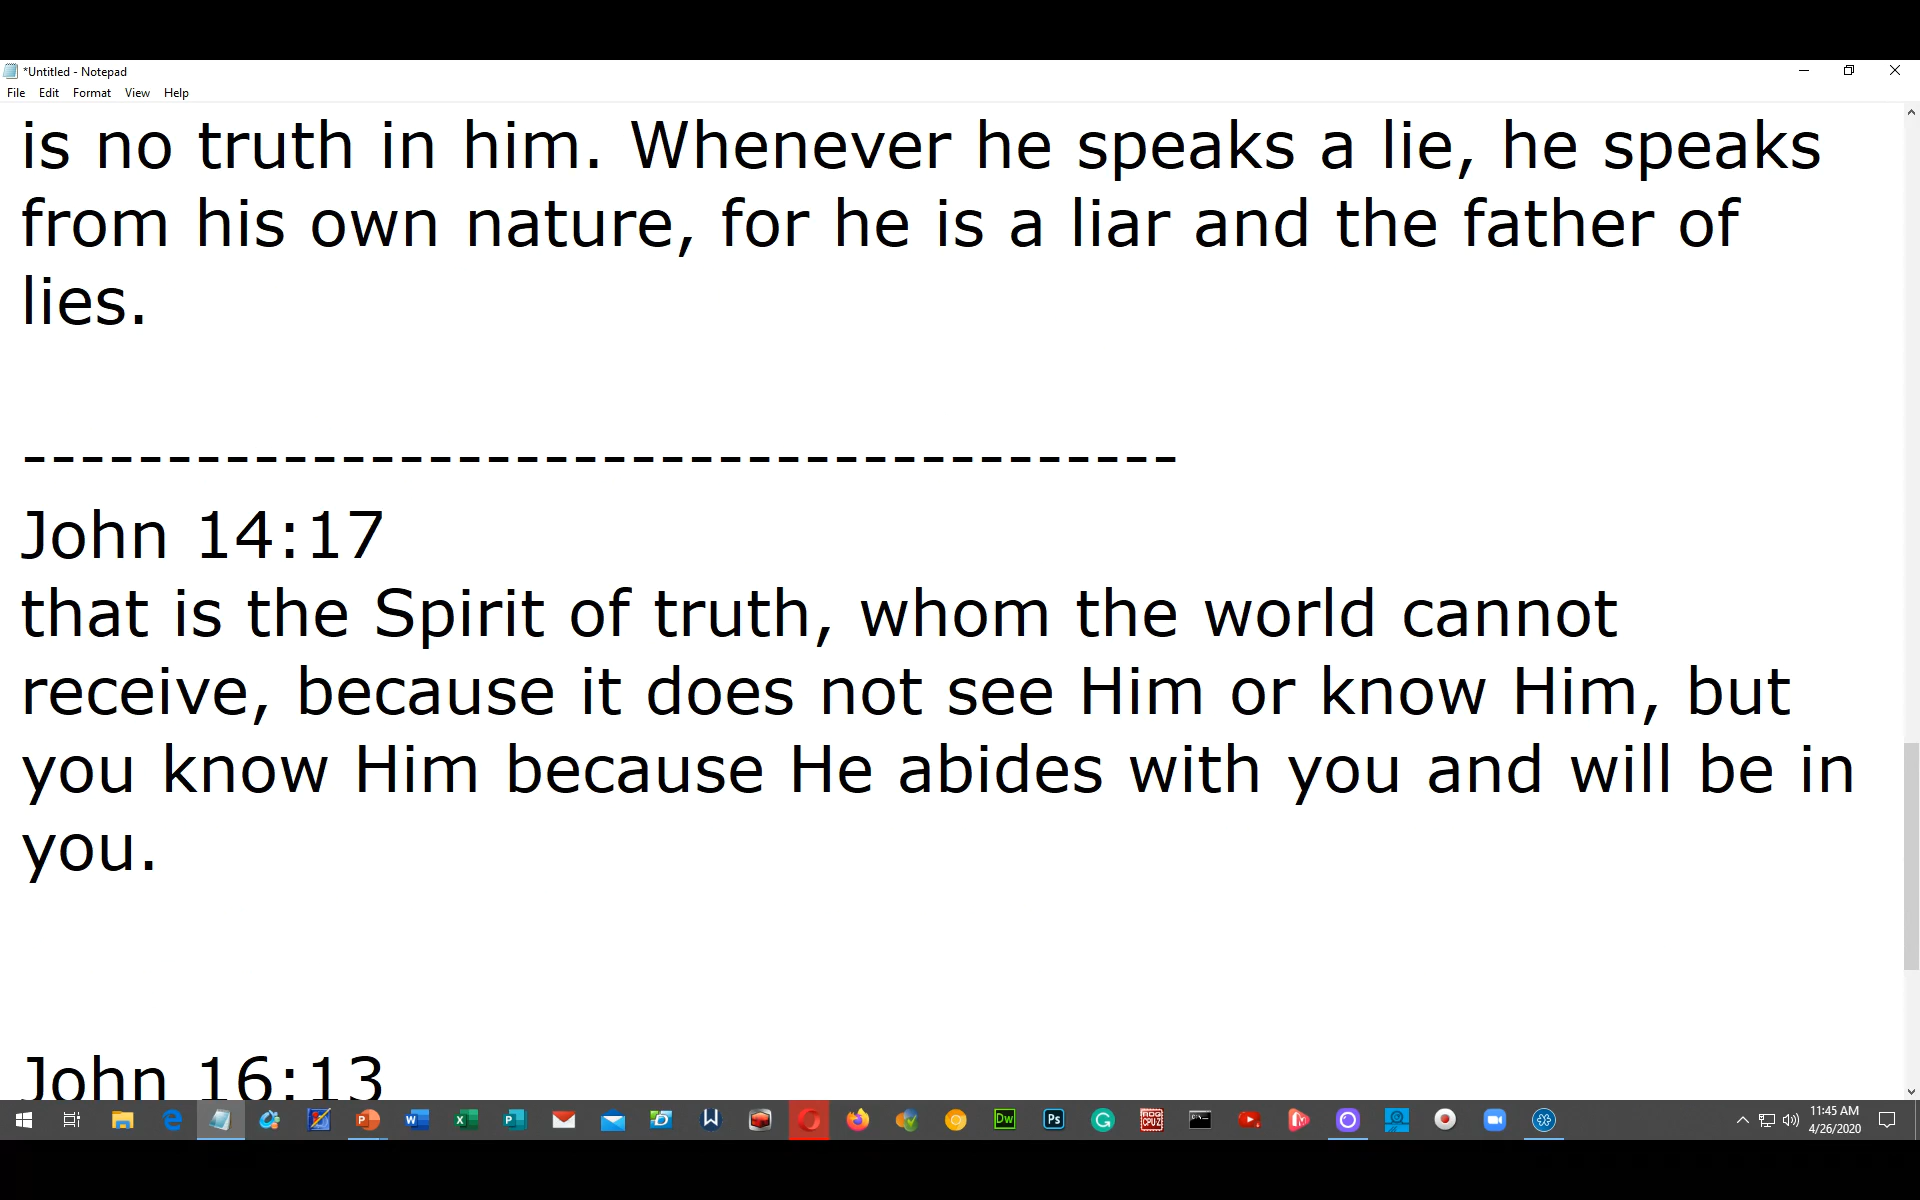 *Untitled - Notepad
File Edit Format View Help
is no truth in him. Whenever he speaks a lie, he speaks
from his own nature, for he is a liar and the father of
lies.
----------------------------------------
John 14:17
that is the Spirit of truth, whom the world cannot
receive, because it does not see Him or know Him, but
you know Him because He abides with you and will be in
you.
John 16:13
11:45 AM
4/26/2020